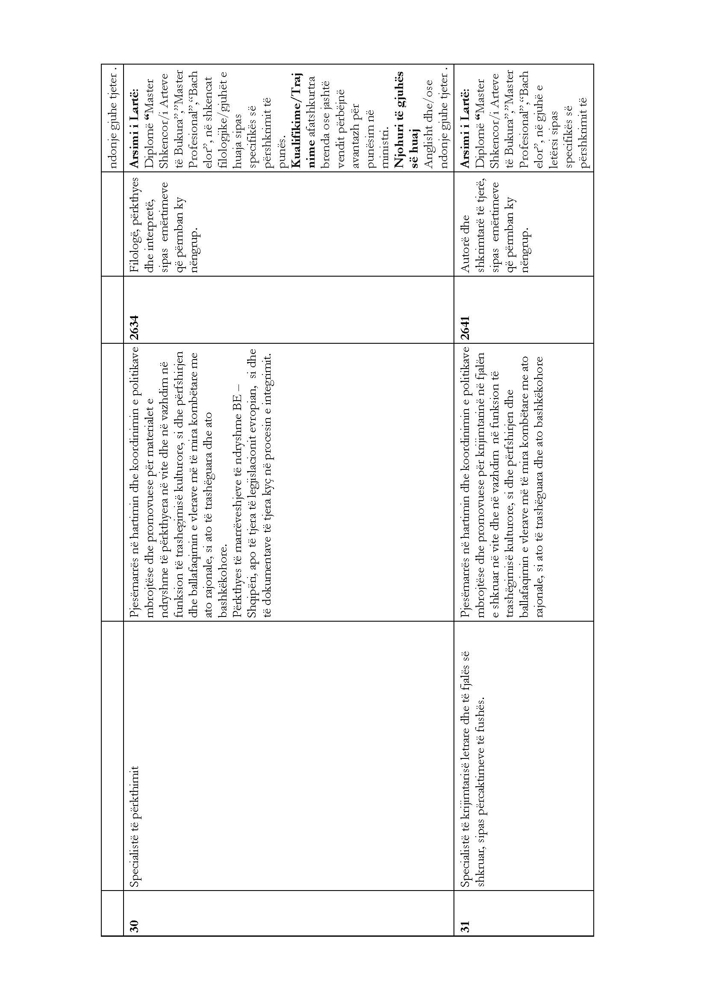 ndonje gjuhe tjeter .
30
Specialistë të përkthimit
Pjesëmarrës në hartimin dhe koordinimin e politikave
mbrojtëse dhe promovuese për materialet e
ndryshme të përkthyera në vite dhe në vazhdim në
funksion të trashegimisë kulturore, si dhe përfshirjen
dhe ballafaqimin e vlerave më të mira kombëtare me
ato rajonale, si ato të trashëguara dhe ato
bashkëkohore.
Përkthyes të marrëveshjeve të ndryshme BE –
Shqipëri, apo të tjera të legjislacionit evropian, si dhe
të dokumentave të tjera kyç në procesin e integrimit.
2634
Filologë, përkthyes
dhe interpretë,
sipas emërtimeve
që përmban ky
nëngrup.
Arsimi i Lartë:
Diplomë “Master
Shkencor/i Arteve
të Bukura”,”Master
Profesional”,“Bach
elor”, në shkencat
filologjike/gjuhët e
huaja sipas
specifikës së
përshkrimit të
punës.
Kualifikime/Traj
nime afatshkurtra
brenda ose jashtë
vendit përbëjnë
avantazh për
punësim në
ministri.
Njohuri të gjuhës
së huaj
Anglisht dhe/ose
ndonje gjuhe tjeter .
31
Specialistë të krijimtarisë letrare dhe të fjalës së
shkruar, sipas përcaktimeve të fushës.
Pjesëmarrës në hartimin dhe koordinimin e politikave
mbrojtëse dhe promovuese për krijimtarinë në fjalën
e shkruar në vite dhe në vazhdim në funksion të
trashëgimisë kulturore, si dhe përfshirjen dhe
ballafaqimin e vlerave më të mira kombëtare me ato
rajonale, si ato të trashëguara dhe ato bashkëkohore
2641
Autorë dhe
shkrimtarë të tjerë,
sipas emërtimeve
që përmban ky
nëngrup.
Arsimi i Lartë:
Diplomë “Master
Shkencor/i Arteve
të Bukura”,”Master
Profesional”,“Bach
elor”, në gjuhë e
letërsi sipas
specifikës së
përshkrimit të